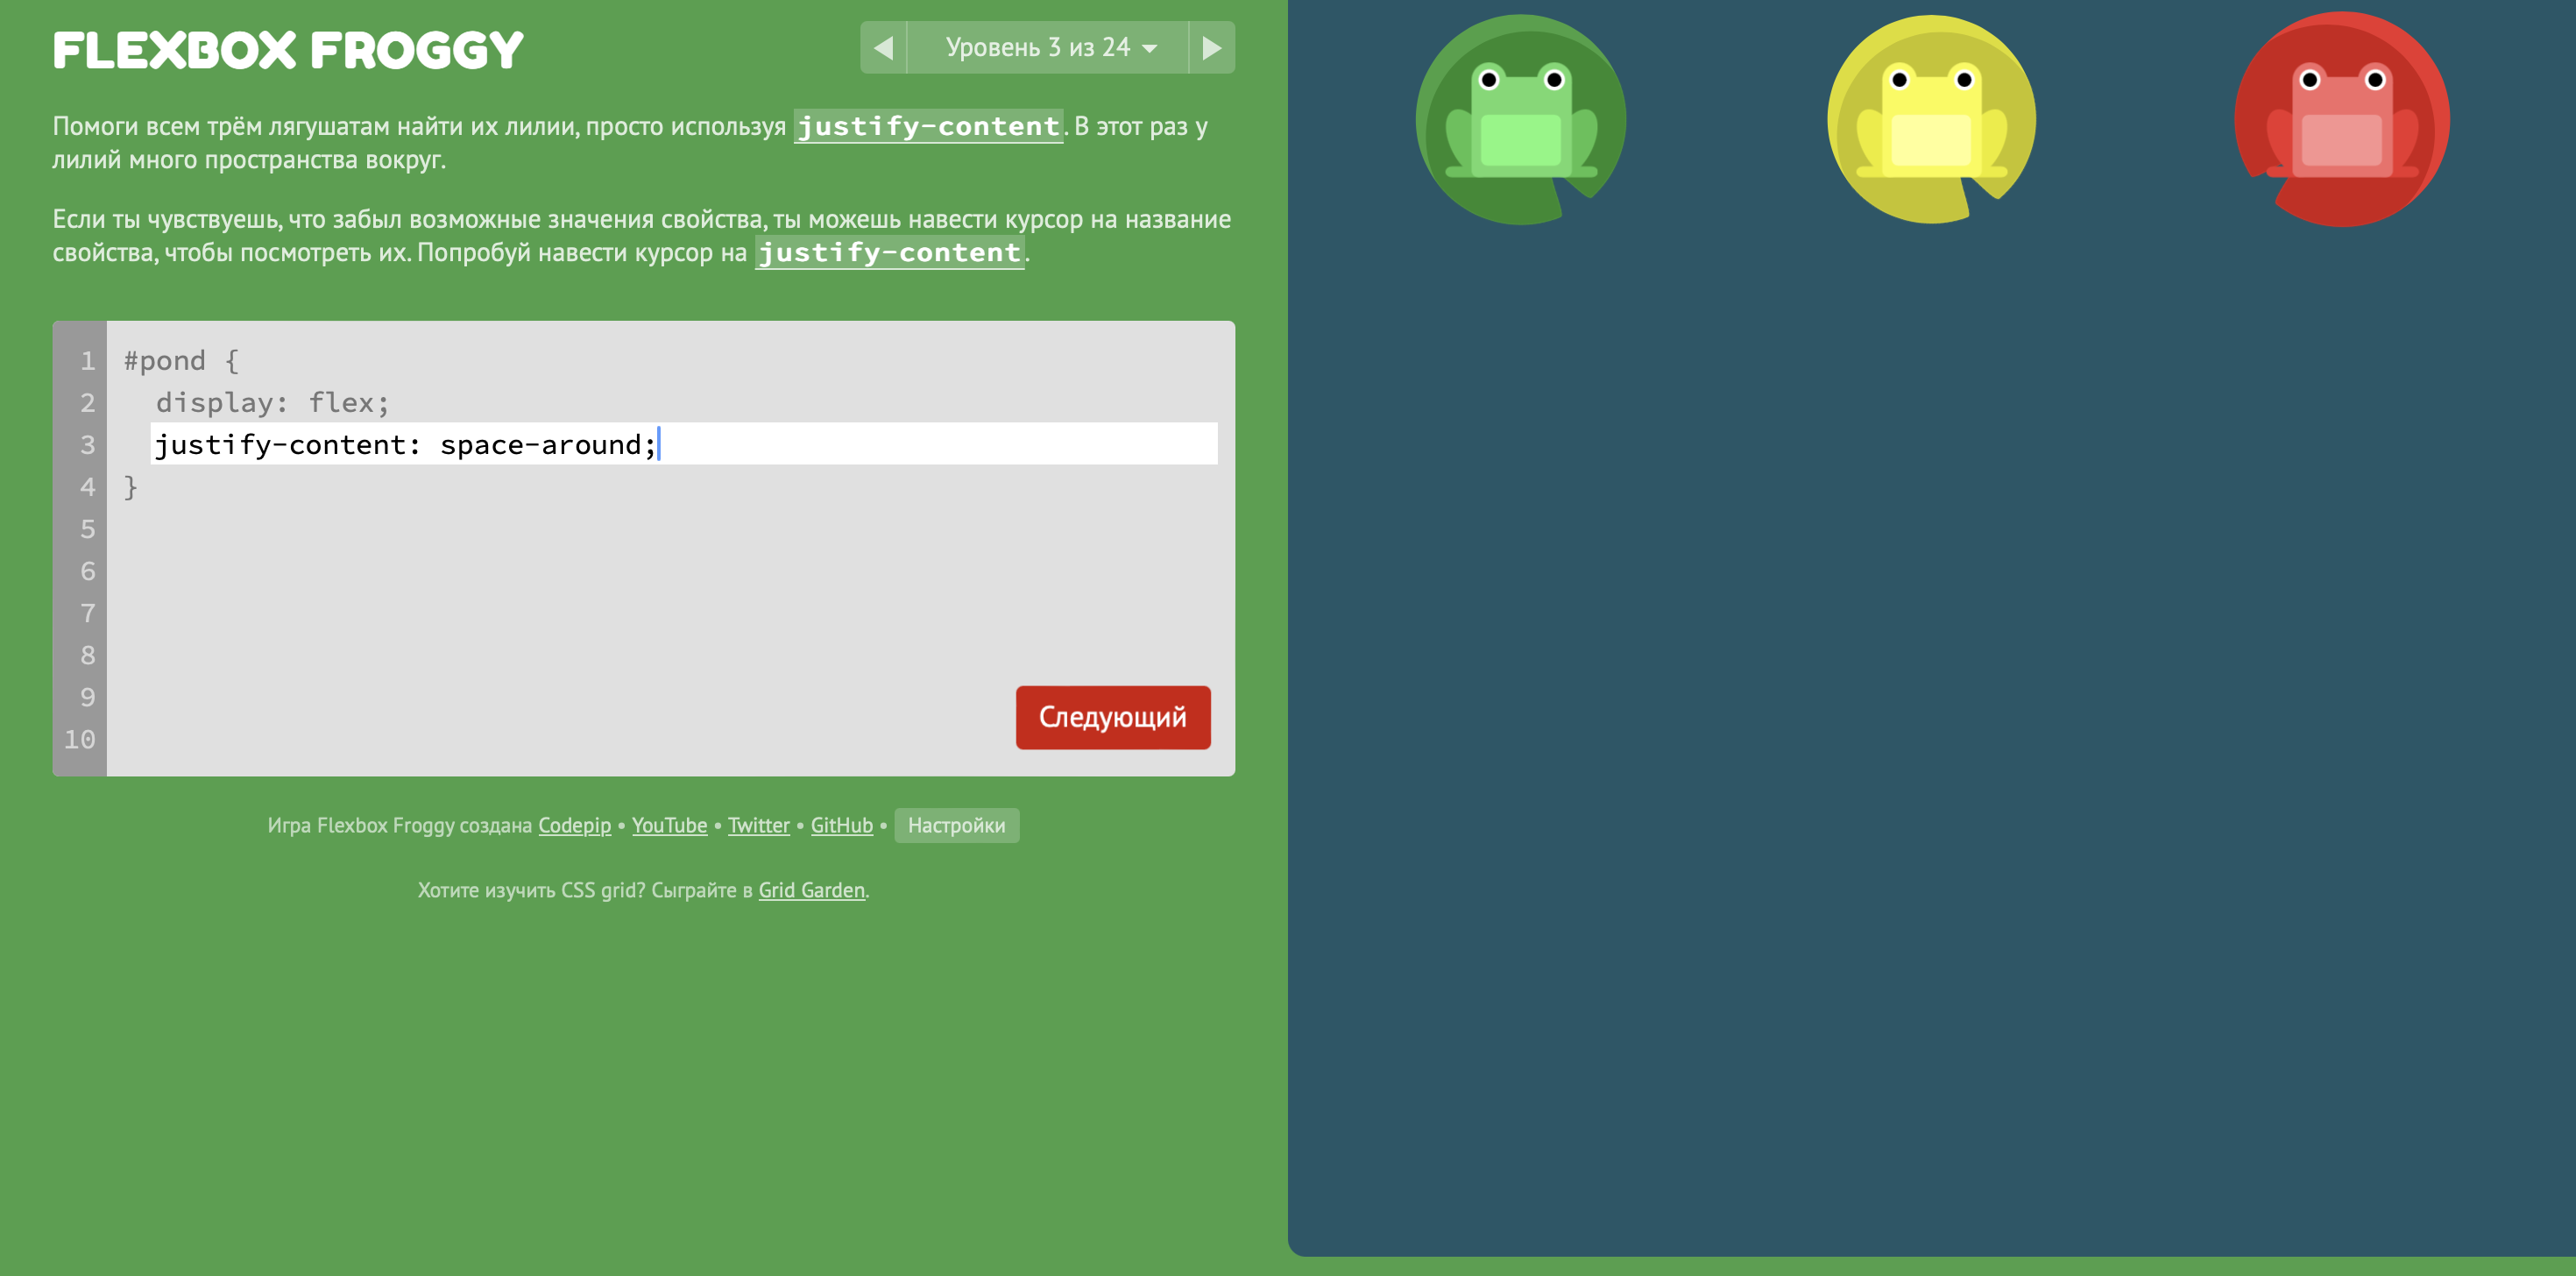 FLEXBOX FROGGY
Уровень 3 из 24
Помоги всем трём лягушатам найти их лилии, просто используя justify-content. В этот раз у
лилий много пространства вокруг.
Если ты чувствуешь, что забыл возможные значения свойства, ты можешь навести курсор на название
свойства, чтобы посмотреть их. Попробуй навести курсор на justify-content.
1 #pond {
2 display: flex;
3 justify-content: space-around;
4 }
5
6
7
8
9
10
Следующий
Игра Flexbox Froggy создана Codepip • YouTube • Twitter • GitHub • Настройки
Хотите изучить CSS grid? Сыграйте в Grid Garden.